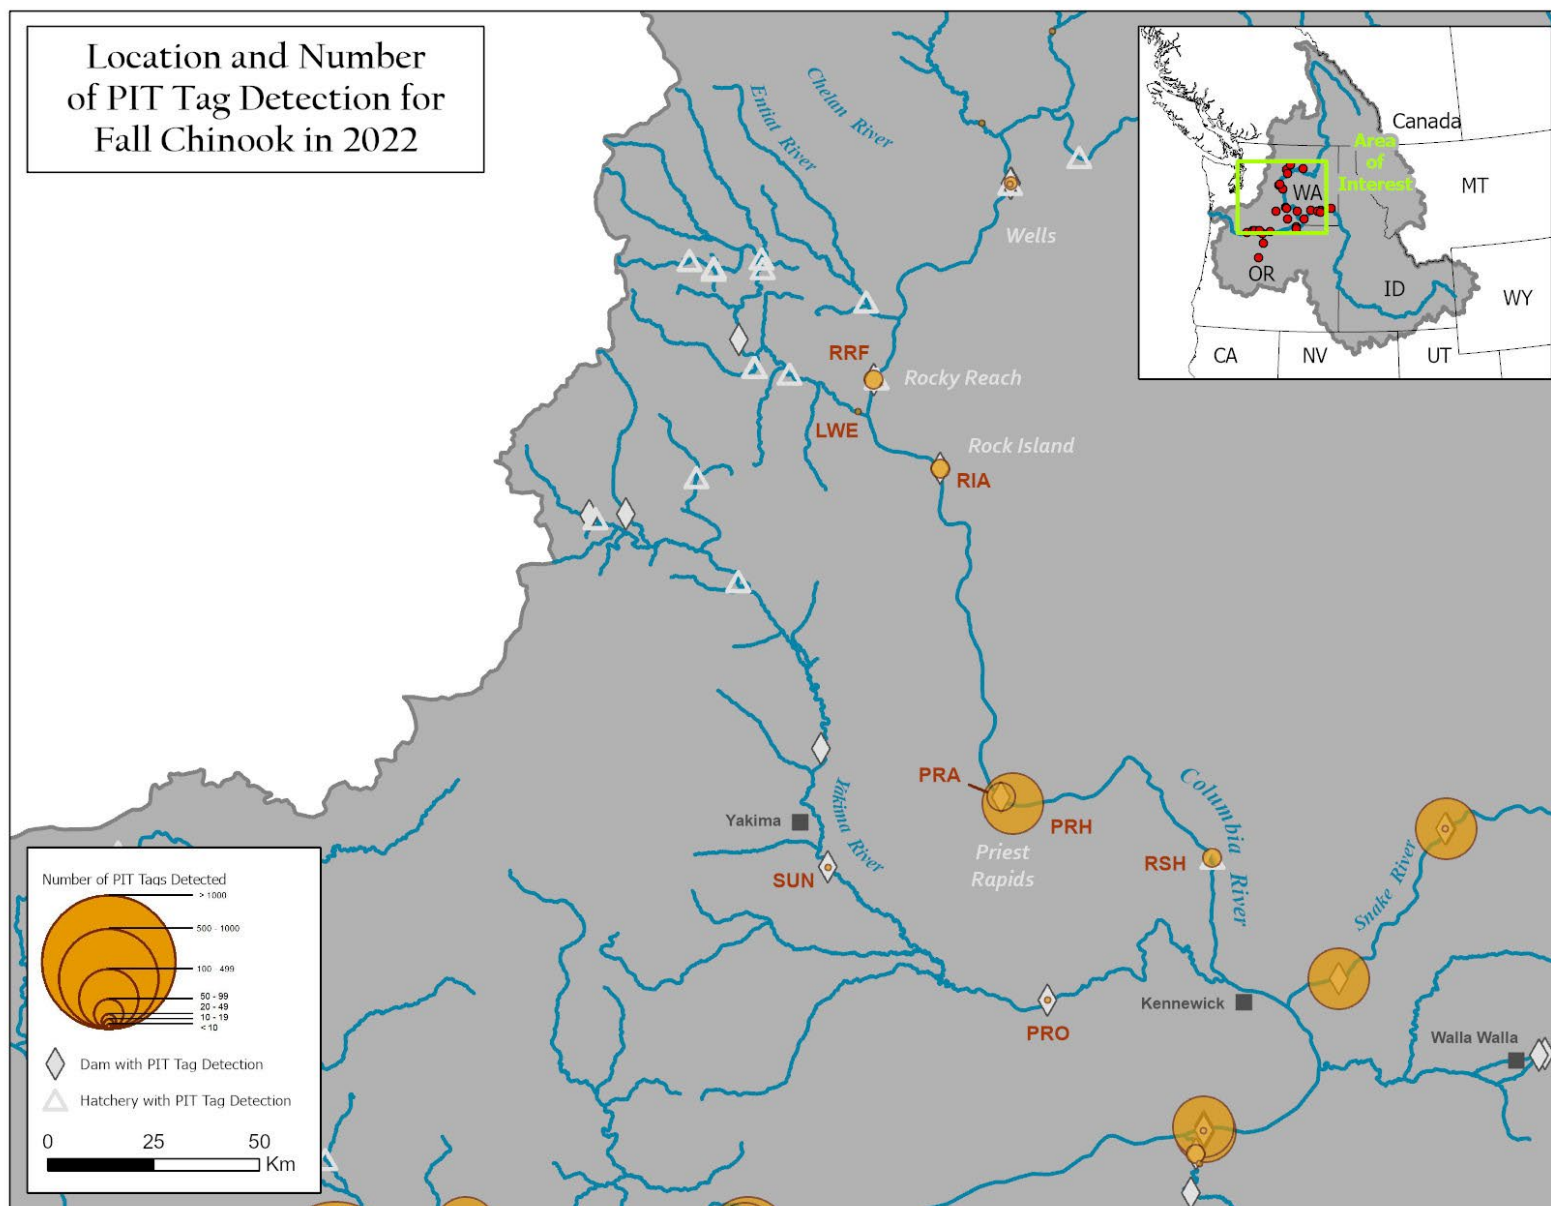 Location and Number
of PIT Tag Detection for
Fall Chinook in 2022
Entiat River
Chelan River
Wells
RRF
Rocky Reach
LWE
Rock Island
RIA
PRA
PRH
Priest
Rapids
Columbia River
RSH
Snake River
Yakima
Yakima River
SUN
PRO
Kennewick
Walla Walla
Canada
Area
of
Interest
WA
MT
OR
ID
WY
CA
NV
UT
Number of PIT Tags Detected
> 1000
500 - 1000
100 - 499
50 - 99
20 - 49
10 - 19
< 10
Dam with PIT Tag Detection
Hatchery with PIT Tag Detection
0 25 50
Km